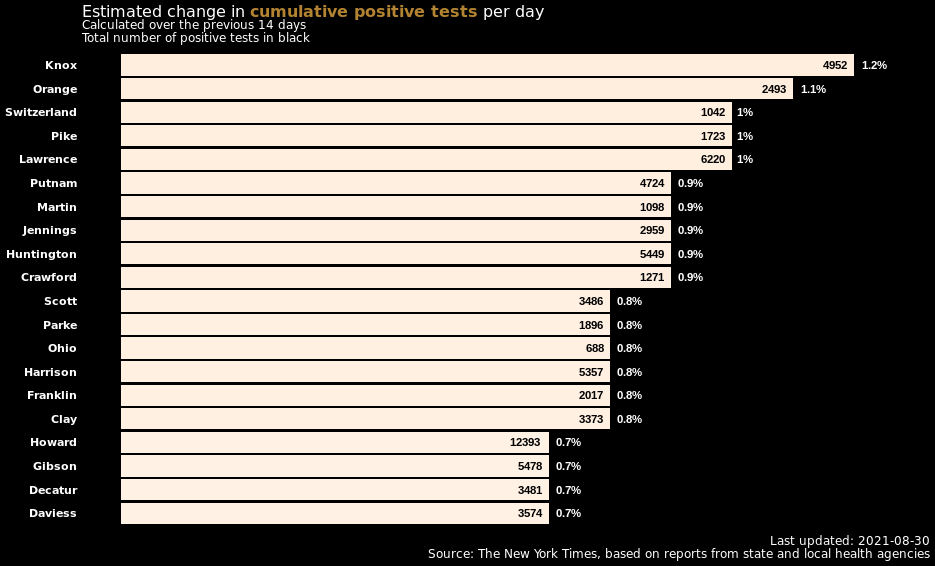 Estimated change in cumulative positive tests per day
Calculated over the previous 14 days
Total number of positive tests in black
Knox 4952 1.2%
Orange 2493 1.1%
Switzerland 1042 1%
Pike 1723 1%
Lawrence 6220 1%
Putnam 4724 0.9%
Martin 1098 0.9%
Jennings 2959 0.9%
Huntington 5449 0.9%
Crawford 1271 0.9%
Scott 3486 0.8%
Parke 1896 0.8%
Ohio 688 0.8%
Harrison 5357 0.8%
Franklin 2017 0.8%
Clay 3373 0.8%
Howard 12393 0.7%
Gibson 5478 0.7%
Decatur 3481 0.7%
Daviess 3574 0.7%
Last updated: 2021-08-30
Source: The New York Times, based on reports from state and local health agencies